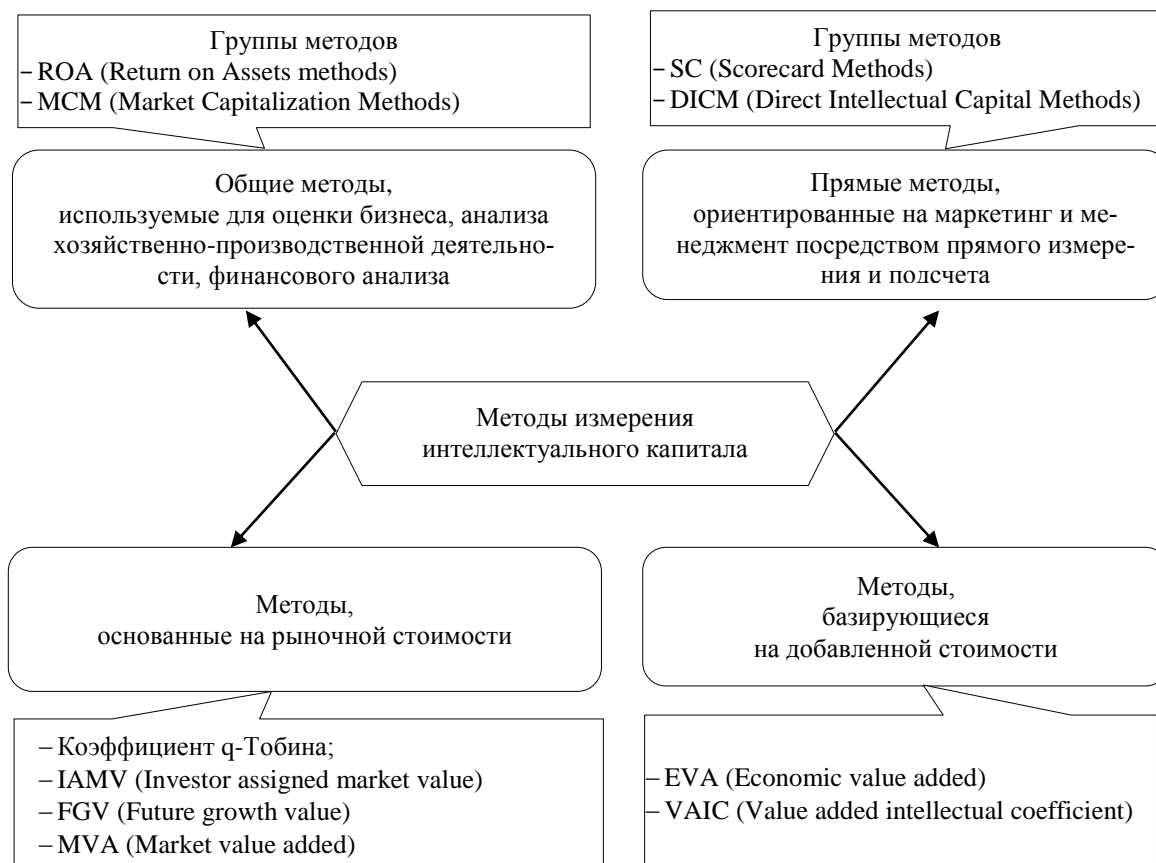 Группы методов
– ROA (Return on Assets methods)
– MCM (Market Capitalization Methods)
Группы методов
– SC (Scorecard Methods)
– DICM (Direct Intellectual Capital Methods)
Общие методы,
используемые для оценки бизнеса, анализа
хозяйственно-производственной деятельно-
сти, финансового анализа
Прямые методы,
ориентированные на маркетинг и ме-
неджмент посредством прямого измере-
ния и подсчета
Методы измерения
интеллектуального капитала
Методы,
основанные на рыночной стоимости
Методы,
базирующиеся
на добавленной стоимости
– Коэффициент q-Тобина;
– IAMV (Investor assigned market value)
– FGV (Future growth value)
– MVA (Market value added)
– EVA (Economic value added)
– VAIC (Value added intellectual coefficient)